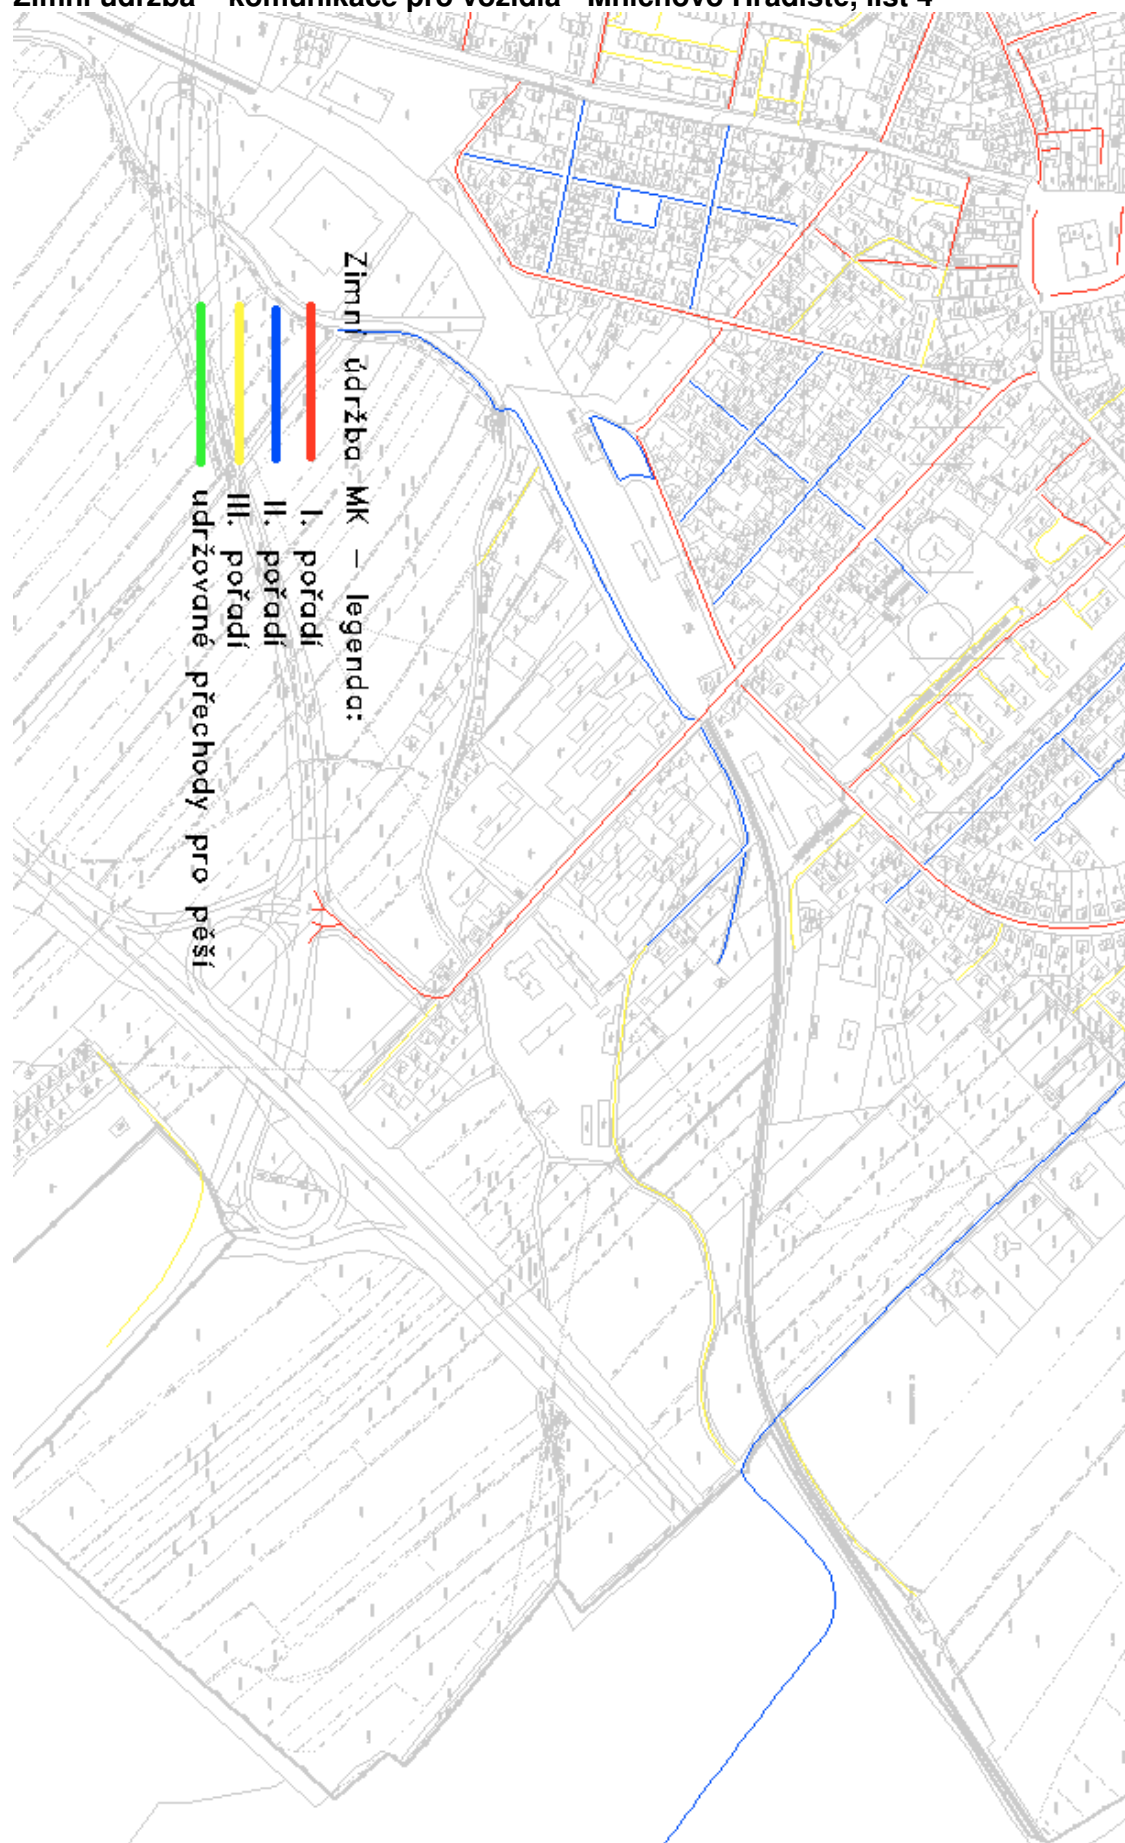 Zimní údržba – komunikace pro vozidla - Mnichovo Hradiště, list 4
Zimní údržba MK – legenda:
I. pořadí
II. pořadí
III. pořadí
udržované přechody pro pěší